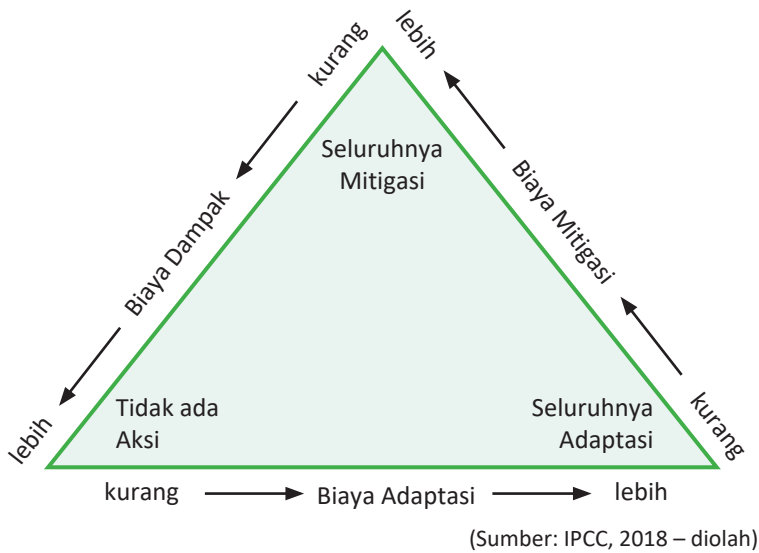 kurang
lebih
Seluruhnya
Mitigasi
Biaya Dampak
Biaya Mitigasi
lebih
Tidak ada
Aksi
Seluruhnya
Adaptasi
kurang
kurang
Biaya Adaptasi
lebih
(Sumber: IPCC, 2018 – diolah)